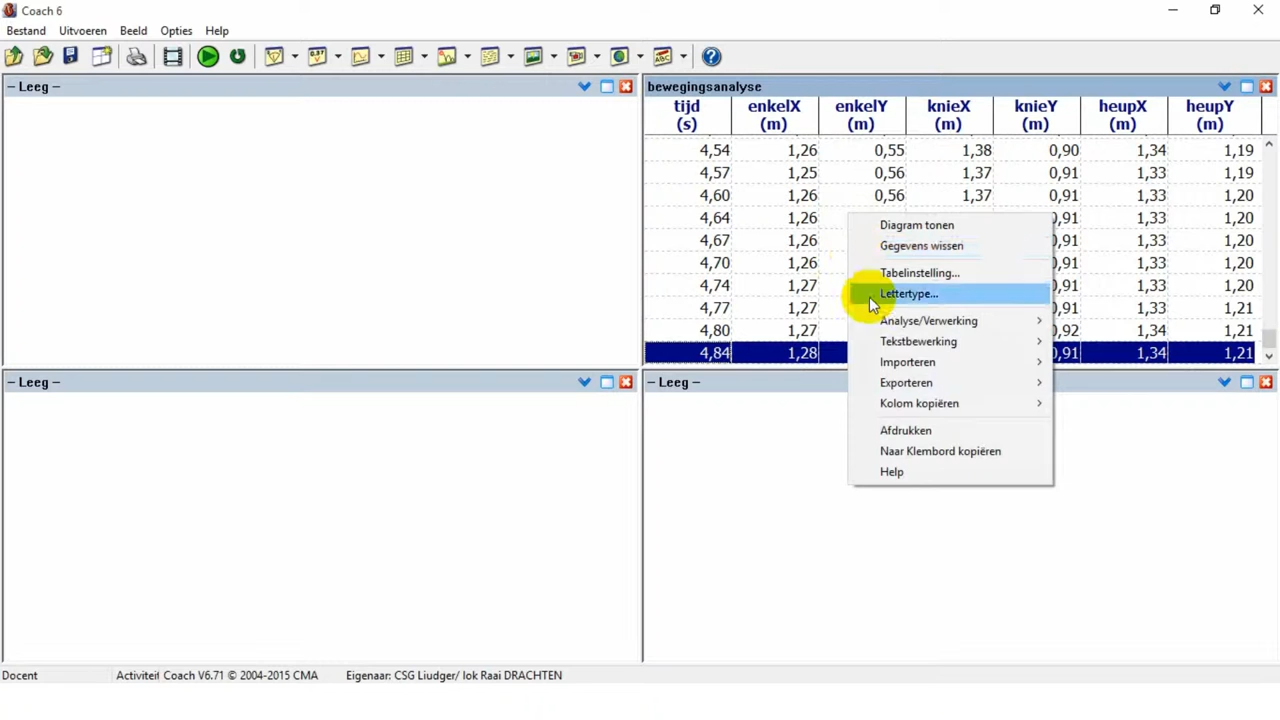 Coach 6
Bestand Uitvoeren Beeld Opties Help
– Leeg –
bewegingsanalyse
tijd enkelX enkelY knieX knieY heupX heupY
(s) (m) (m) (m) (m) (m) (m)
4,54 1,26 0,55 1,38 0,90 1,34 1,19
4,57 1,25 0,56 1,37 0,91 1,33 1,19
4,60 1,26 0,56 1,37 0,91 1,33 1,20
4,64 1,26 0,91 1,33 1,20
4,67 1,26 0,91 1,33 1,20
4,70 1,26 0,91 1,33 1,20
4,74 1,27 0,91 1,33 1,20
4,77 1,27 0,91 1,33 1,21
4,80 1,27 0,92 1,34 1,21
4,84 1,28 0,91 1,34 1,21
Diagram tonen
Gegevens wissen
Tabelinstelling...
Lettertype...
Analyse/Verwerking
Tekstbewerking
Importeren
Exporteren
Kolom kopiëren
Afdrukken
Naar Klembord kopiëren
Help
– Leeg –
– Leeg –
Docent Activiteit Coach V6.71 © 2004-2015 CMA Eigenaar: CSG Liudger/ Iok Raai DRACHTEN